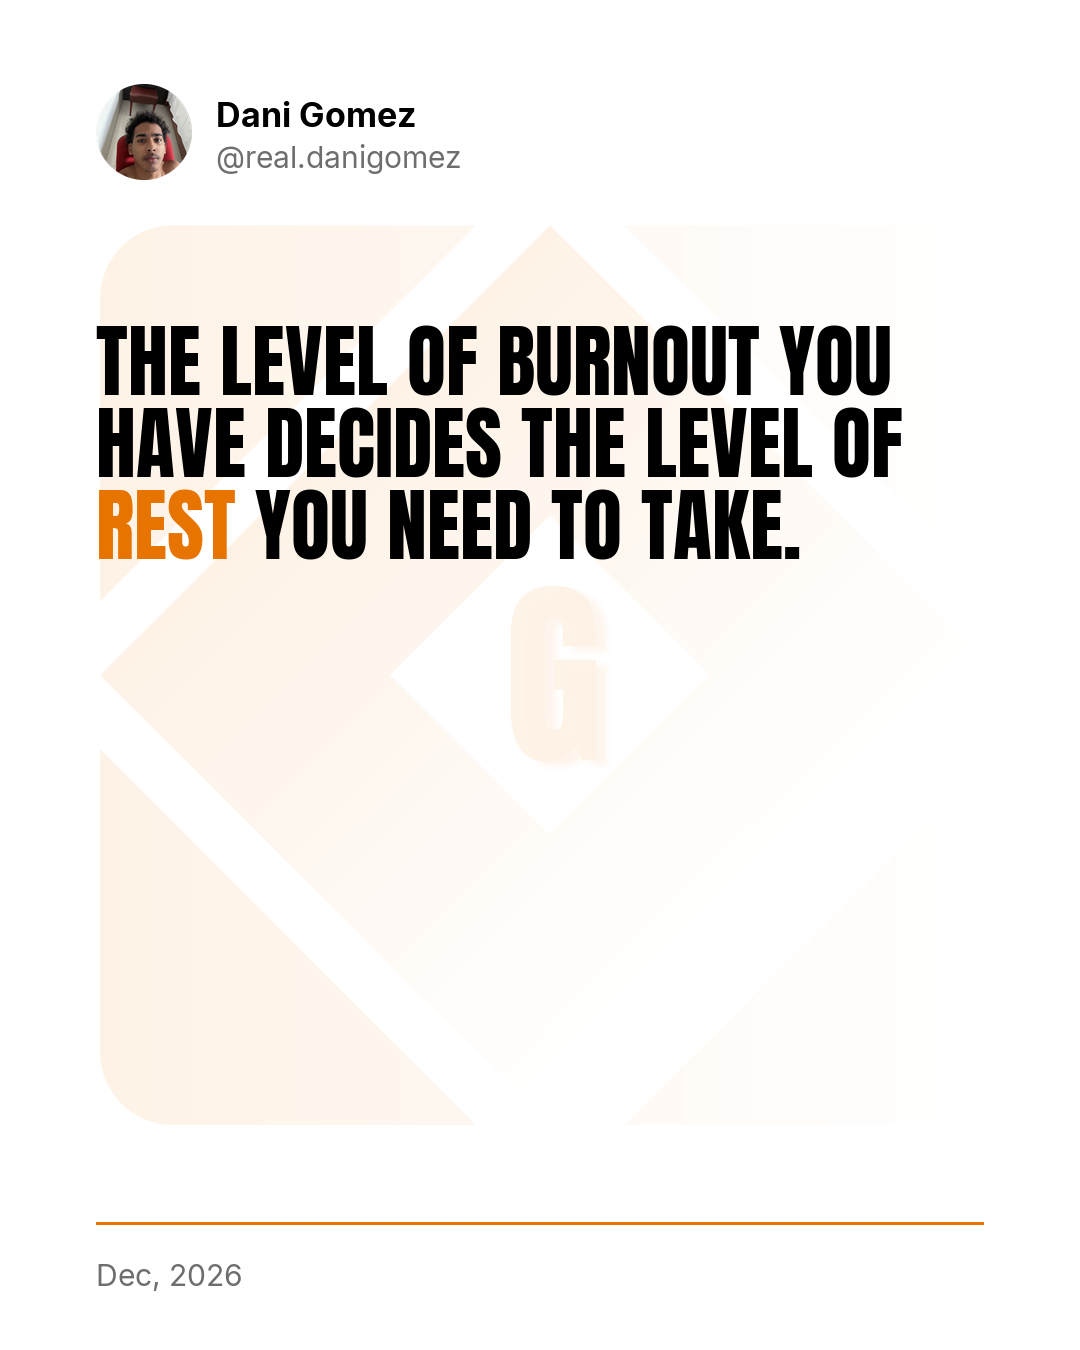 Dani Gomez
@real.danigomez
THE LEVEL OF BURNOUT YOU
HAVE DECIDES THE LEVEL OF
REST YOU NEED TO TAKE.
G
Dec, 2026